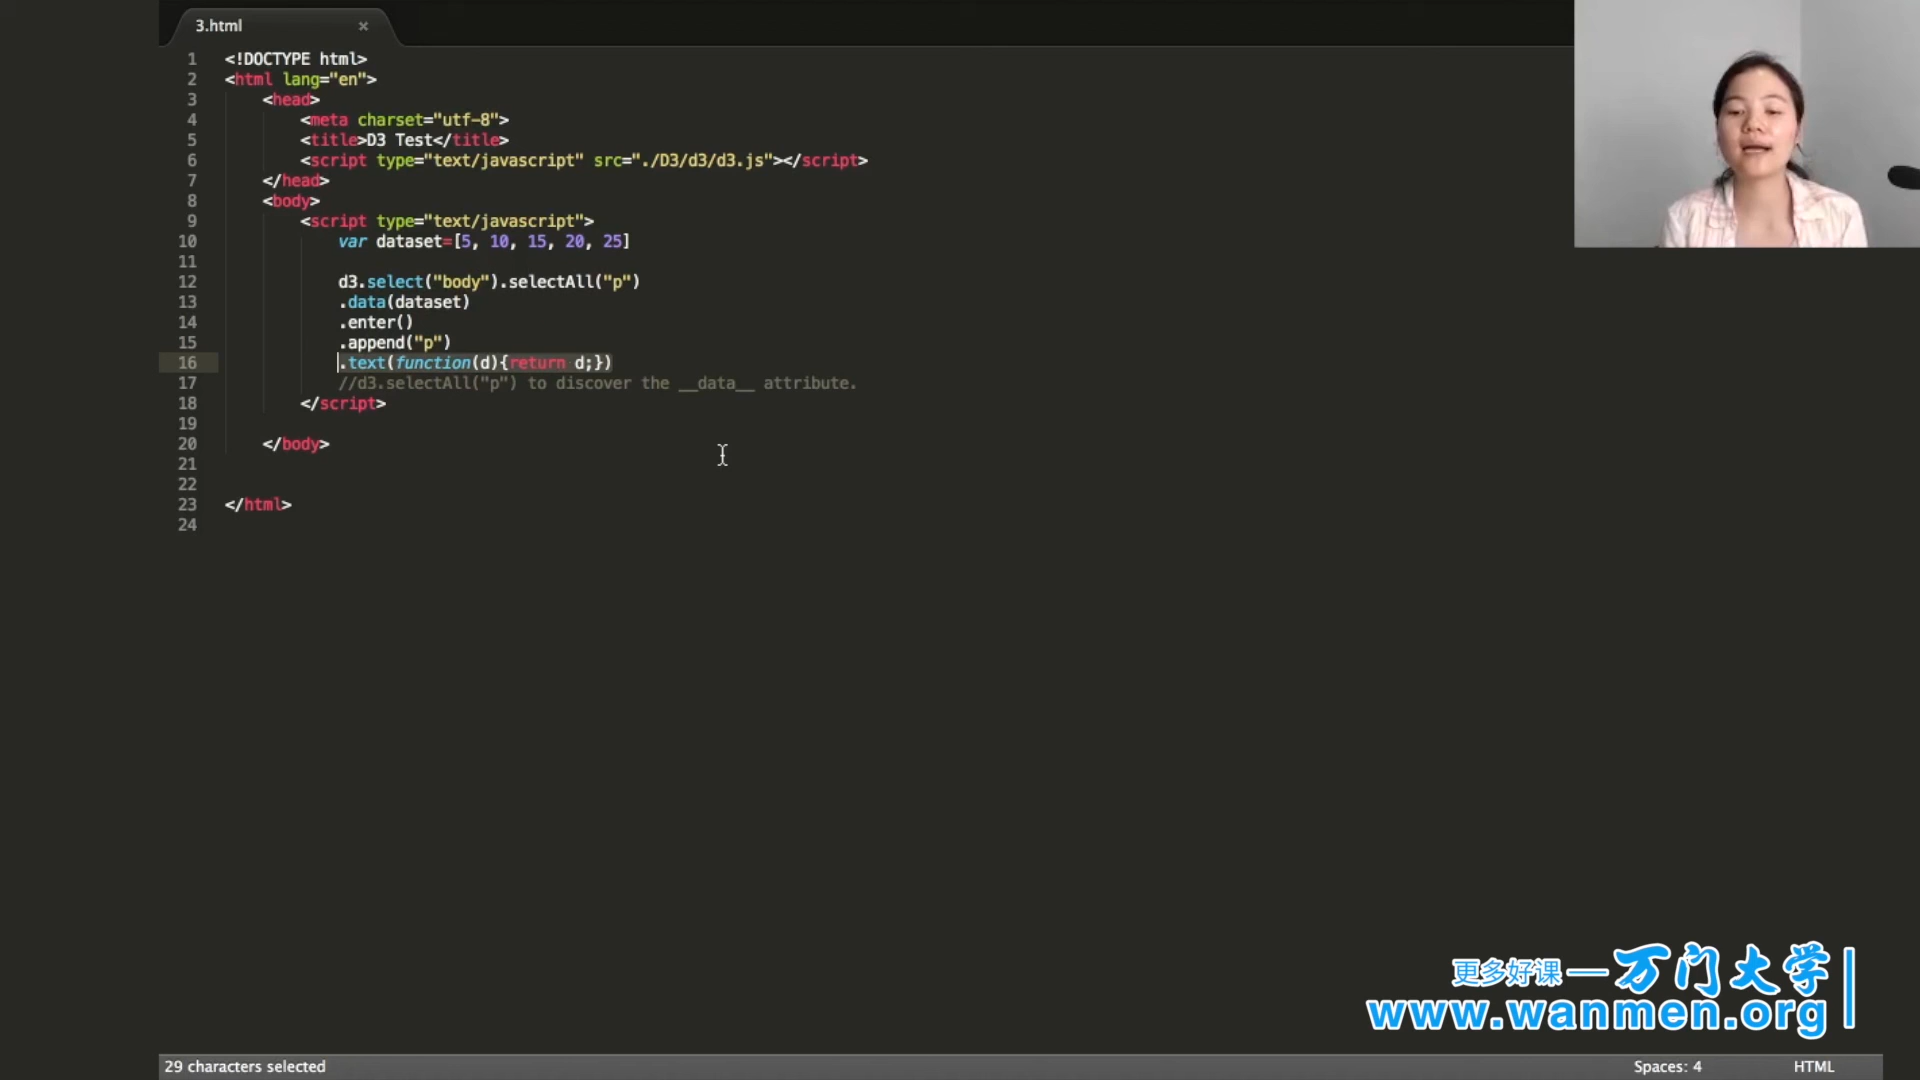 3.html ×
1 <!DOCTYPE html>
2 <html lang="en">
3 <head>
4 <meta charset="utf-8">
5 <title>D3 Test</title>
6 <script type="text/javascript" src="./D3/d3/d3.js"></script>
7 </head>
8 <body>
9 <script type="text/javascript">
10 var dataset=[5, 10, 15, 20, 25]
11
12 d3.select("body").selectAll("p")
13 .data(dataset)
14 .enter()
15 .append("p")
16 .text(function(d){return d;})
17 //d3.selectAll("p") to discover the __data__ attribute.
18 </script>
19
20 </body>
21
22
23 </html>
24
更多好课—万门大学
www.wanmen.org
29 characters selected Spaces: 4 HTML